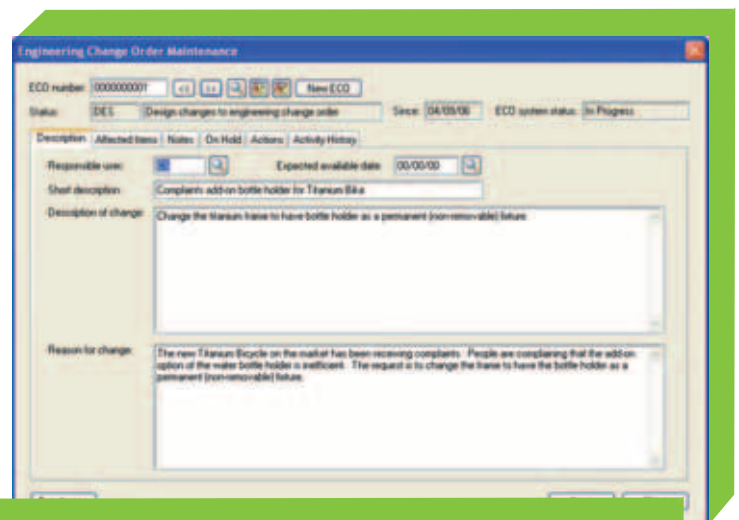 Engineering Change Order Maintenance
ECO number: 0000000001 << >> New ECO
Status: DES Design changes to engineering change order Since: 04/09/06 ECO system status: In Progress
Description Affected Items Notes On Hold Actions Activity History
Responsible user: Expected available date: 00/00/00
Short description: Complaints add-on bottle holder for Titanium Bike
Description of change: Change the titanium frame to have bottle holder as a permanent (non-removable) fixture.
Reason for change: The new Titanium Bicycle on the market has been receiving complaints. People are complaining that the add-on
option of the water bottle holder is inefficient. The request is to change the frame to have the bottle holder as a
permanent (non-removable) fixture.